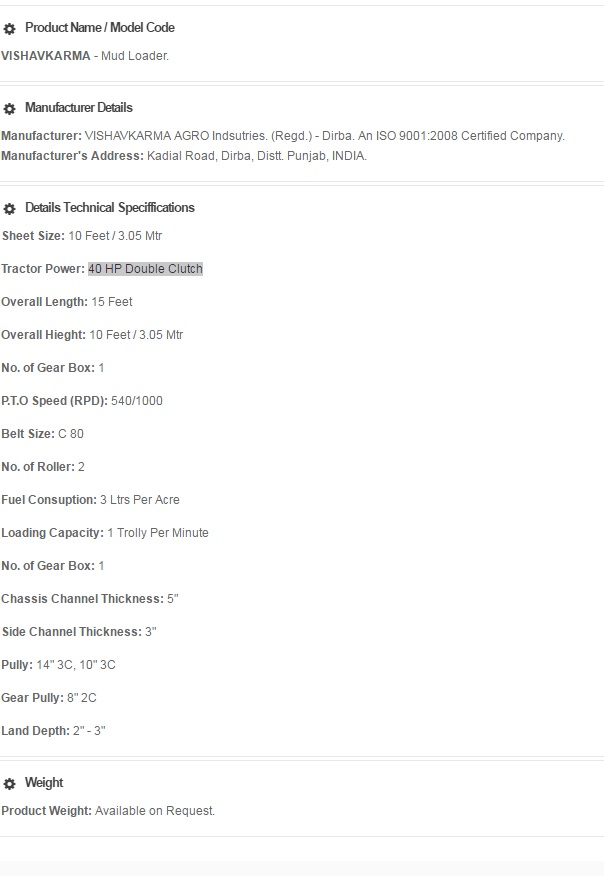 Product Name / Model Code
VISHAVKARMA - Mud Loader.
Manufacturer Details
Manufacturer: VISHAVKARMA AGRO Indsutries. (Regd.) - Dirba. An ISO 9001:2008 Certified Company.
Manufacturer's Address: Kadial Road, Dirba, Distt. Punjab, INDIA.
Details Technical Speciffications
Sheet Size: 10 Feet / 3.05 Mtr
Tractor Power: 40 HP Double Clutch
Overall Length: 15 Feet
Overall Hieght: 10 Feet / 3.05 Mtr
No. of Gear Box: 1
P.T.O Speed (RPD): 540/1000
Belt Size: C 80
No. of Roller: 2
Fuel Consuption: 3 Ltrs Per Acre
Loading Capacity: 1 Trolly Per Minute
No. of Gear Box: 1
Chassis Channel Thickness: 5"
Side Channel Thickness: 3"
Pully: 14" 3C, 10" 3C
Gear Pully: 8" 2C
Land Depth: 2" - 3"
Weight
Product Weight: Available on Request.